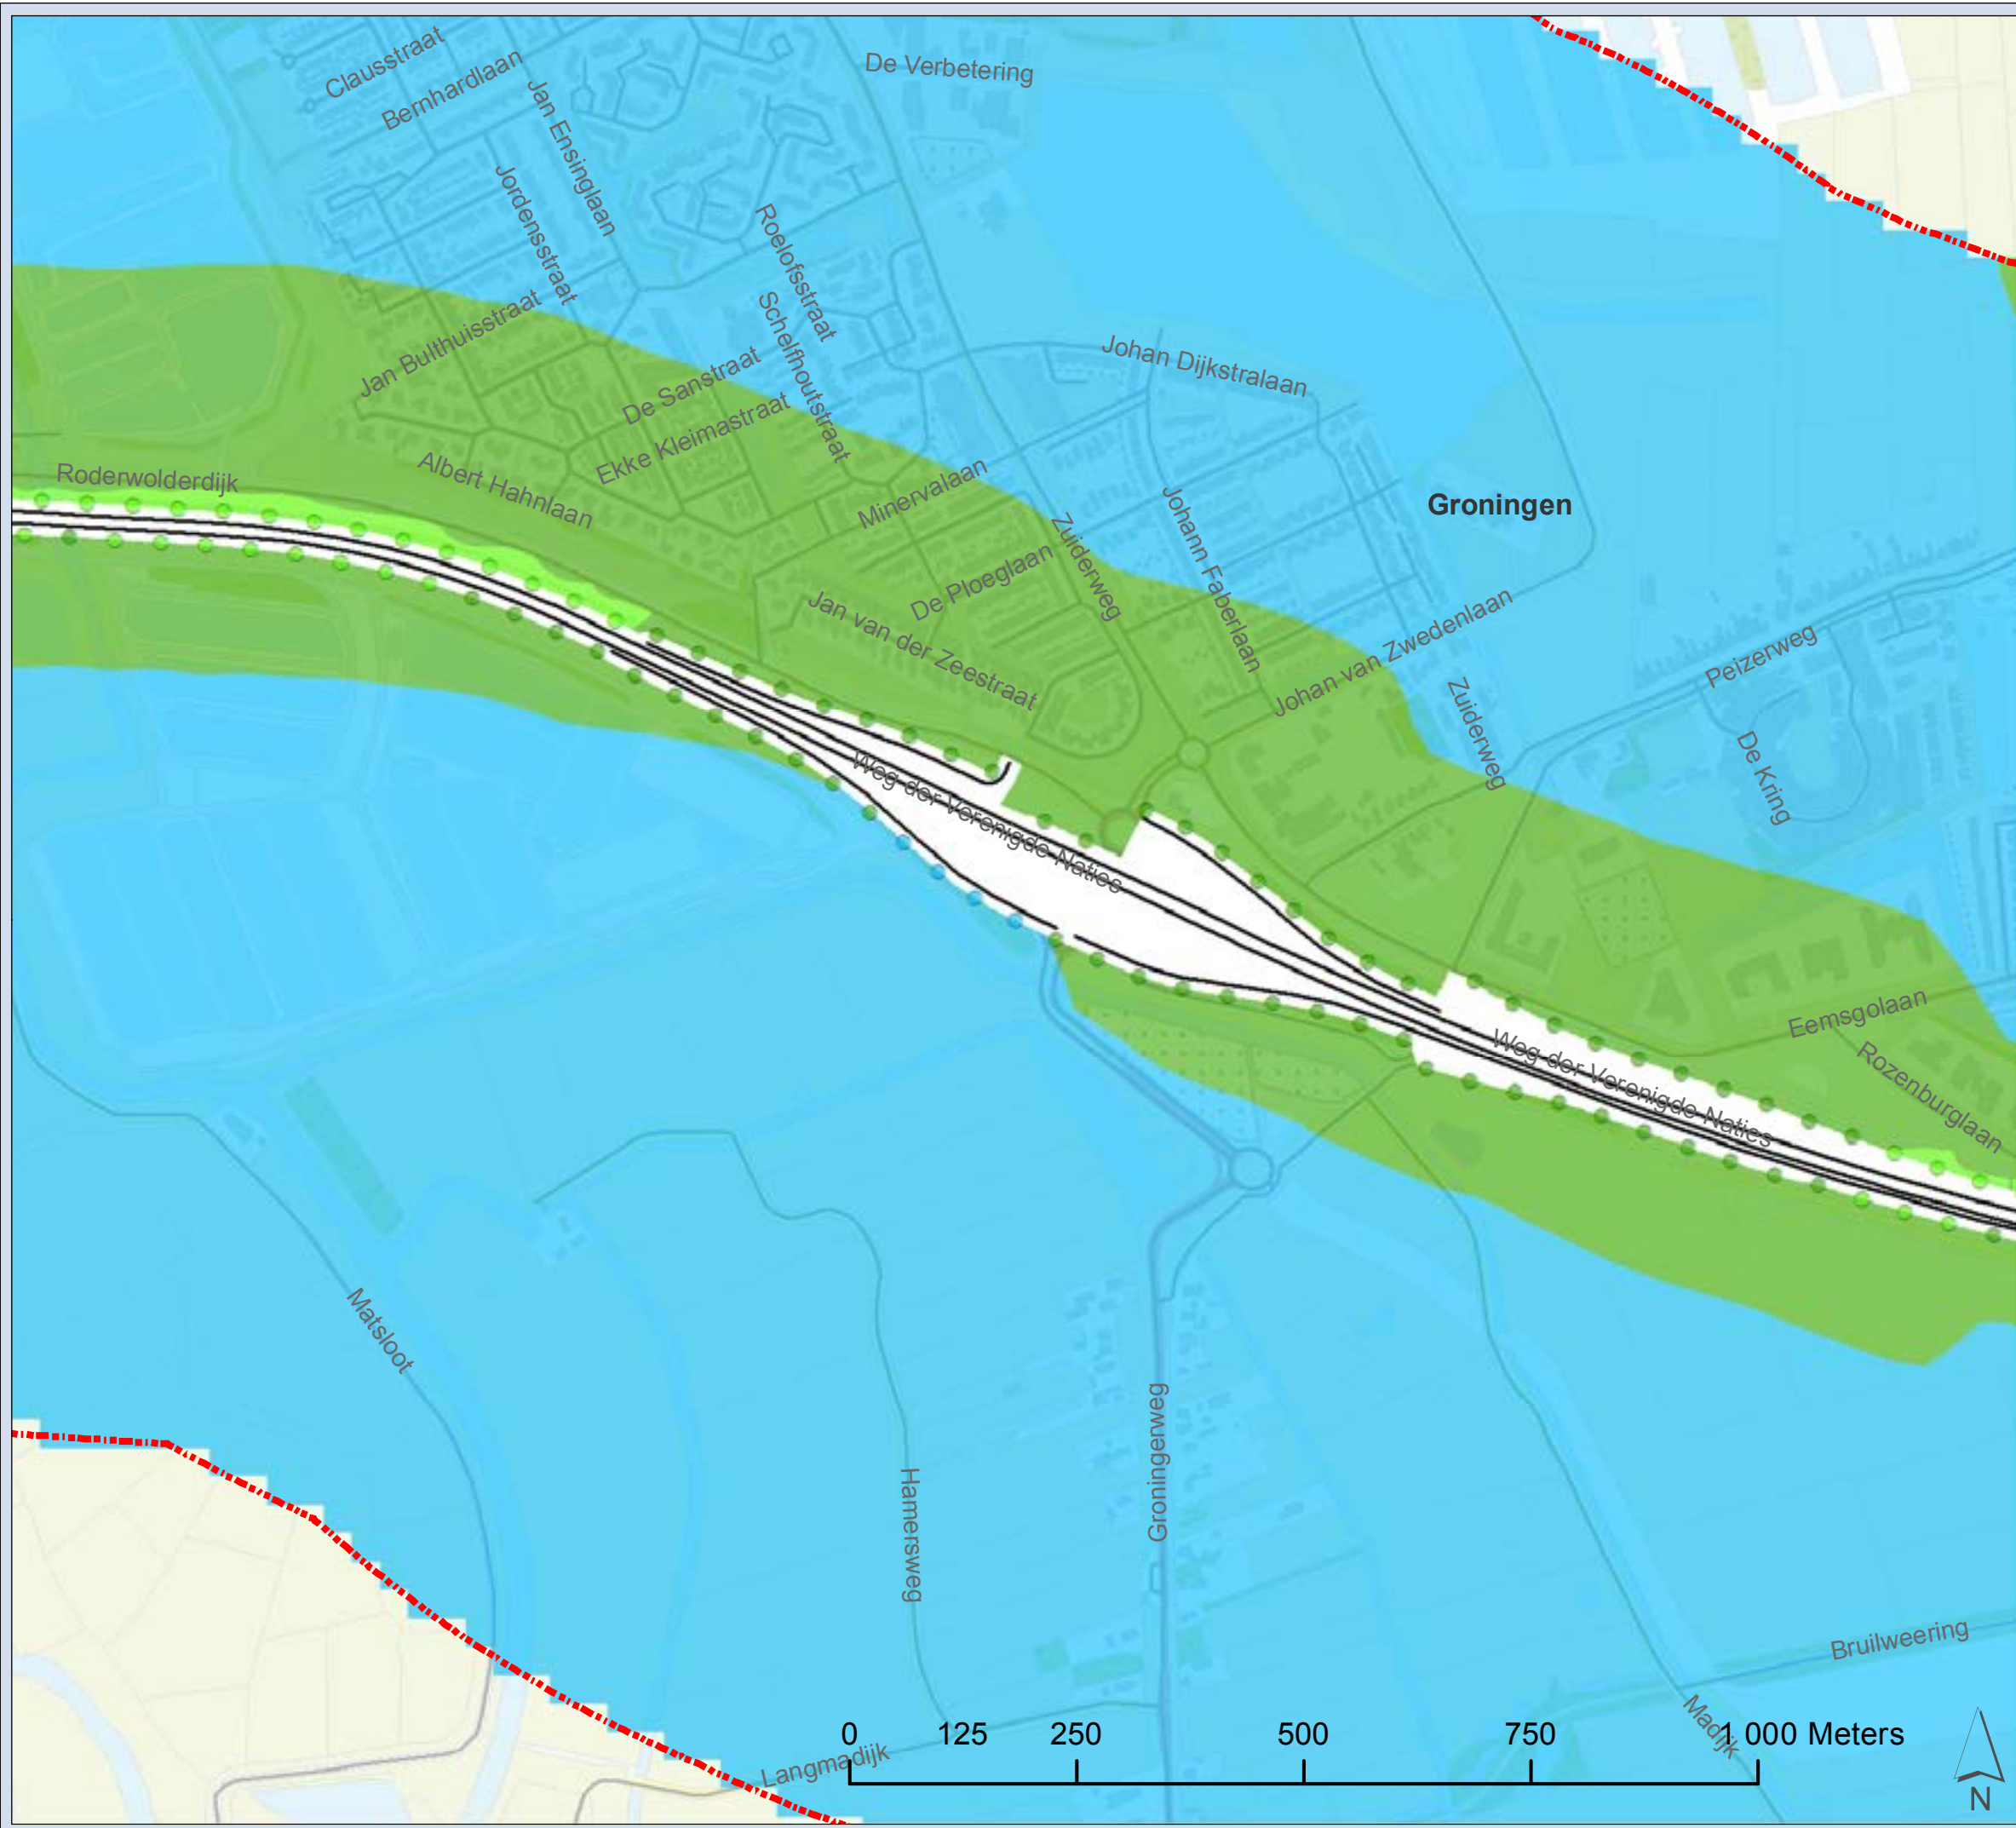 Clausstraat
Bernhardlaan
Jan Ensinglaan
De Verbetering
Jordensstraat
Roelofsstraat
Schelfhoutstraat
Jan Bulthuisstraat
De Sanstraat
Ekke Kleimastraat
Johan Dijkstralaan
Roderwolderdijk
Albert Hahnlaan
Minervalaan
Groningen
Zuiderweg
Johann Faberlaan
De Ploeglaan
Jan van der Zeestraat
Johan van Zwedenlaan
Peizerweg
Zuiderweg
De Kring
Weg der Verenigde Naties
Eemsgolaan
Weg der Verenigde Naties
Rozenburglaan
Matsloot
Groningerweg
Hamersweg
Bruilweering
Madijk
Langmadijk
0 125 250 500 750 1 000 Meters
N